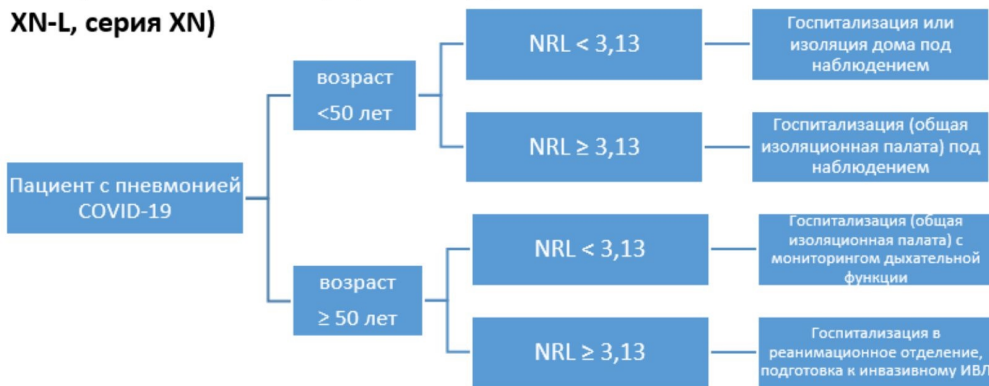 XN-L, серия XN)
Пациент с пневмонией
COVID-19
возраст
<50 лет
NRL < 3,13
Госпитализация или
изоляция дома под
наблюдением
NRL ≥ 3,13
Госпитализация (общая
изоляционная палата) под
наблюдением
возраст
≥ 50 лет
NRL < 3,13
Госпитализация (общая
изоляционная палата) с
мониторингом дыхательной
функции
NRL ≥ 3,13
Госпитализация в
реанимационное отделение,
подготовка к инвазивному ИВЛ